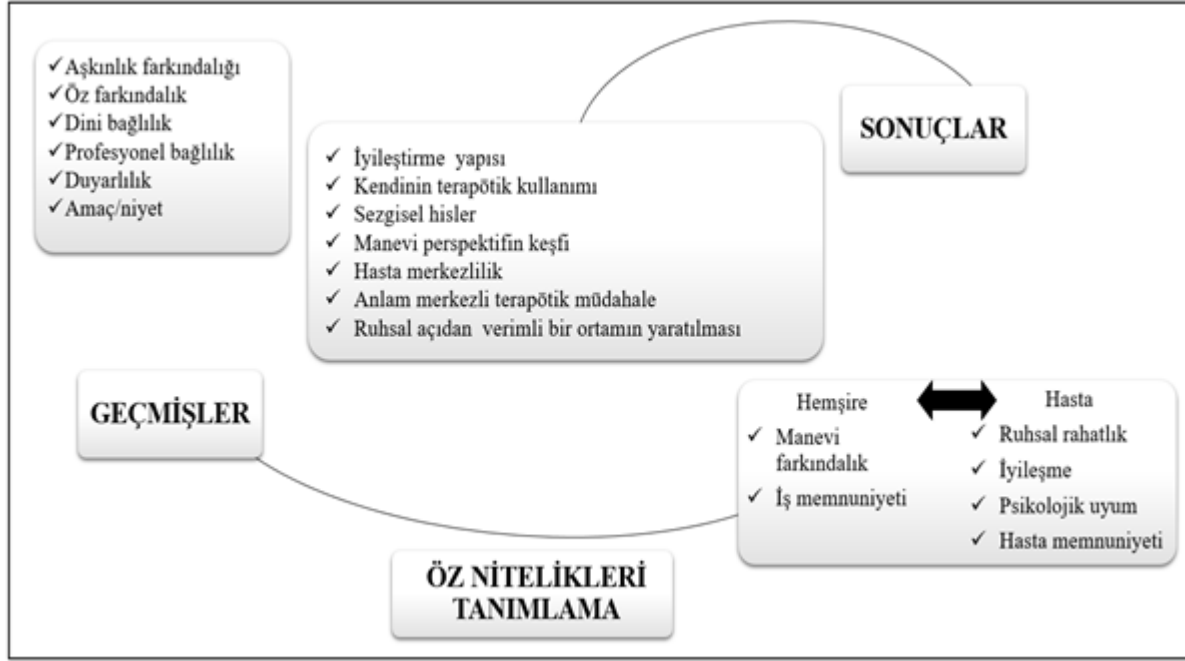 ✓Aşkınlık farkındalığı
✓Öz farkındalık
✓Dini bağlılık
✓Profesyonel bağlılık
✓Duyarlılık
✓Amaç/niyet
GEÇMİŞLER
✓ İyileştirme yapısı
✓ Kendinin terapötik kullanımı
✓ Sezgisel hisler
✓ Manevi perspektifin keşfi
✓ Hasta merkezlilik
✓ Anlam merkezli terapötik müdahale
✓ Ruhsal açıdan verimli bir ortamın yaratılması
ÖZ NİTELİKLERİ
TANIMLAMA
SONUÇLAR
Hemşire
✓ Manevi
farkındalık
✓ İş memnuniyeti
Hasta
✓ Ruhsal rahatlık
✓ İyileşme
✓ Psikolojik uyum
✓ Hasta memnuniyeti